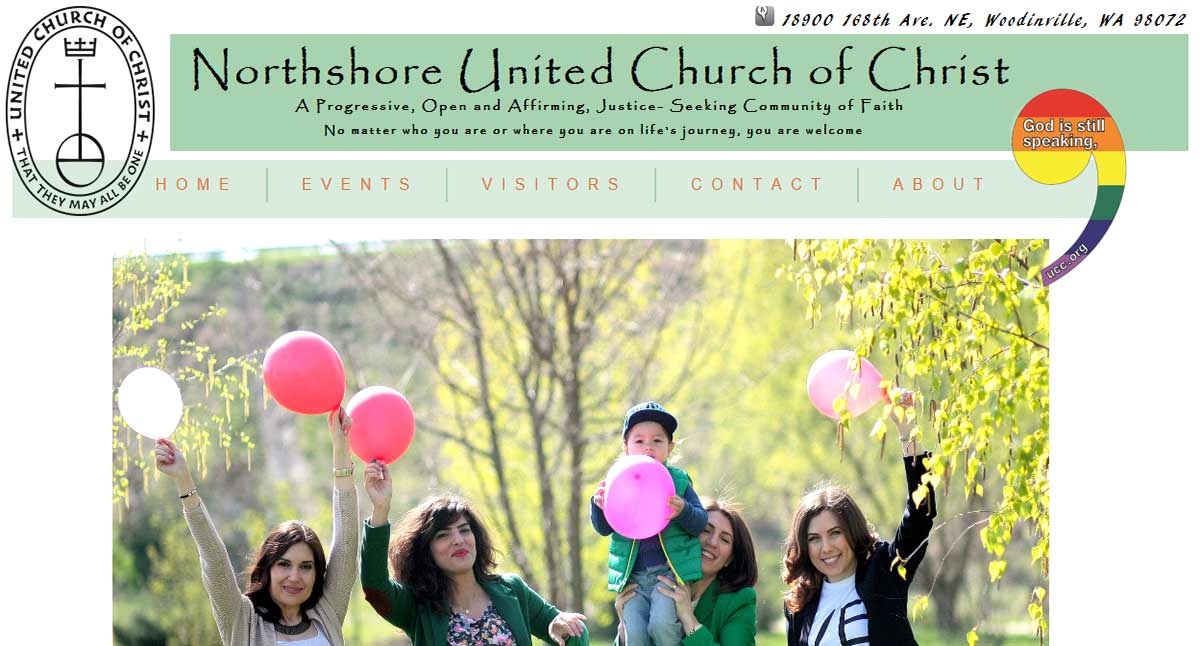 18900 168th Ave. NE, Woodinville, WA 98072
UNITED CHURCH OF CHRIST
THAT THEY MAY ALL BE ONE
Northshore United Church of Christ
A Progressive, Open and Affirming, Justice- Seeking Community of Faith
No matter who you are or where you are on life's journey, you are welcome
God is still
speaking,
ucc.org
HOME EVENTS VISITORS CONTACT ABOUT